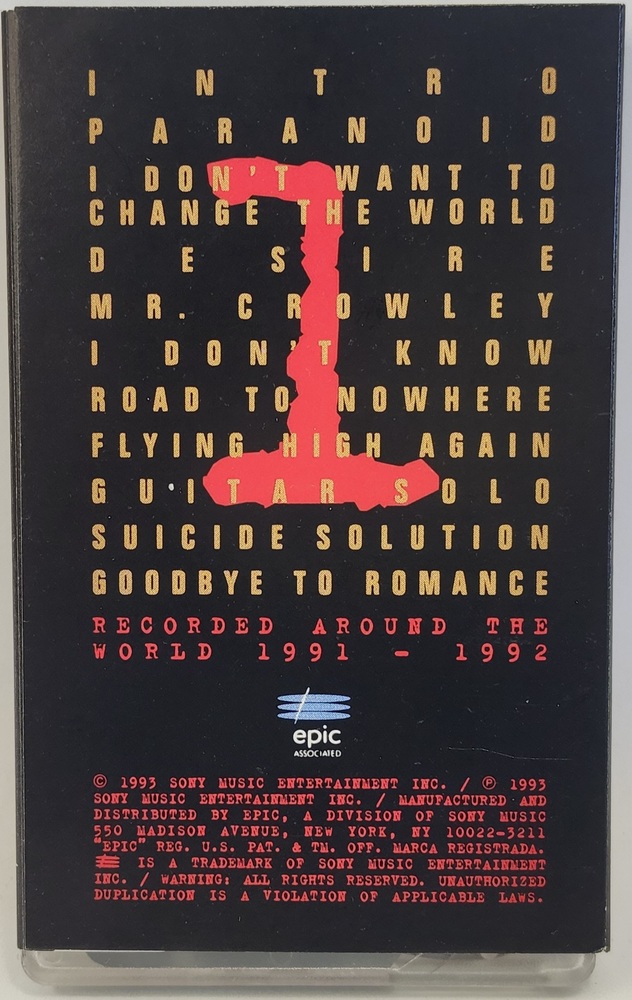 INTRO
PARANOID
I DON'T WANT TO
CHANGE THE WORLD
DESIRE
MR. CROWLEY
I DON'T KNOW
ROAD TO NOWHERE
FLYING HIGH AGAIN
GUITAR SOLO
SUICIDE SOLUTION
GOODBYE TO ROMANCE
1
RECORDED AROUND THE
WORLD 1991 - 1992
epic
ASSOCIATED
© 1993 SONY MUSIC ENTERTAINMENT INC. / ℗ 1993
SONY MUSIC ENTERTAINMENT INC. / MANUFACTURED AND
DISTRIBUTED BY EPIC, A DIVISION OF SONY MUSIC
550 MADISON AVENUE, NEW YORK, NY 10022-3211
"EPIC" REG. U.S. PAT. & TM. OFF. MARCA REGISTRADA.
IS A TRADEMARK OF SONY MUSIC ENTERTAINMENT
INC. / WARNING: ALL RIGHTS RESERVED. UNAUTHORIZED
DUPLICATION IS A VIOLATION OF APPLICABLE LAWS.